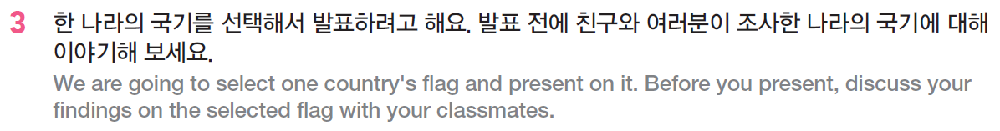 3 한 나라의 국기를 선택해서 발표하려고 해요. 발표 전에 친구와 여러분이 조사한 나라의 국기에 대해
이야기해 보세요.
We are going to select one country's flag and present on it. Before you present, discuss your
findings on the selected flag with your classmates.